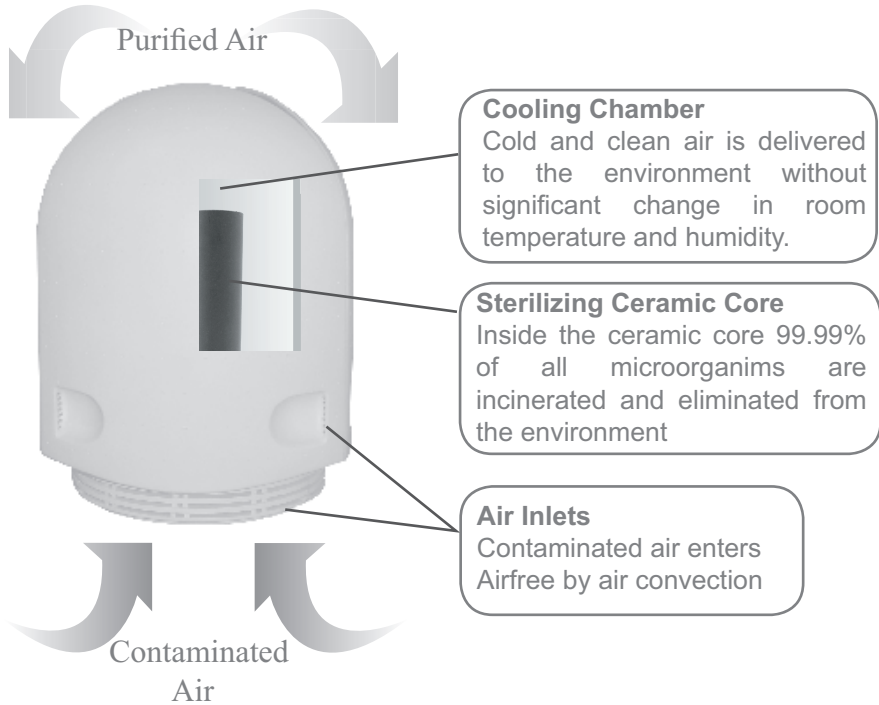 Purified Air
Cooling Chamber
Cold and clean air is delivered
to the environment without
significant change in room
temperature and humidity.
Sterilizing Ceramic Core
Inside the ceramic core 99.99%
of all microorganims are
incinerated and eliminated from
the environment
Air Inlets
Contaminated air enters
Airfree by air convection
Contaminated
Air